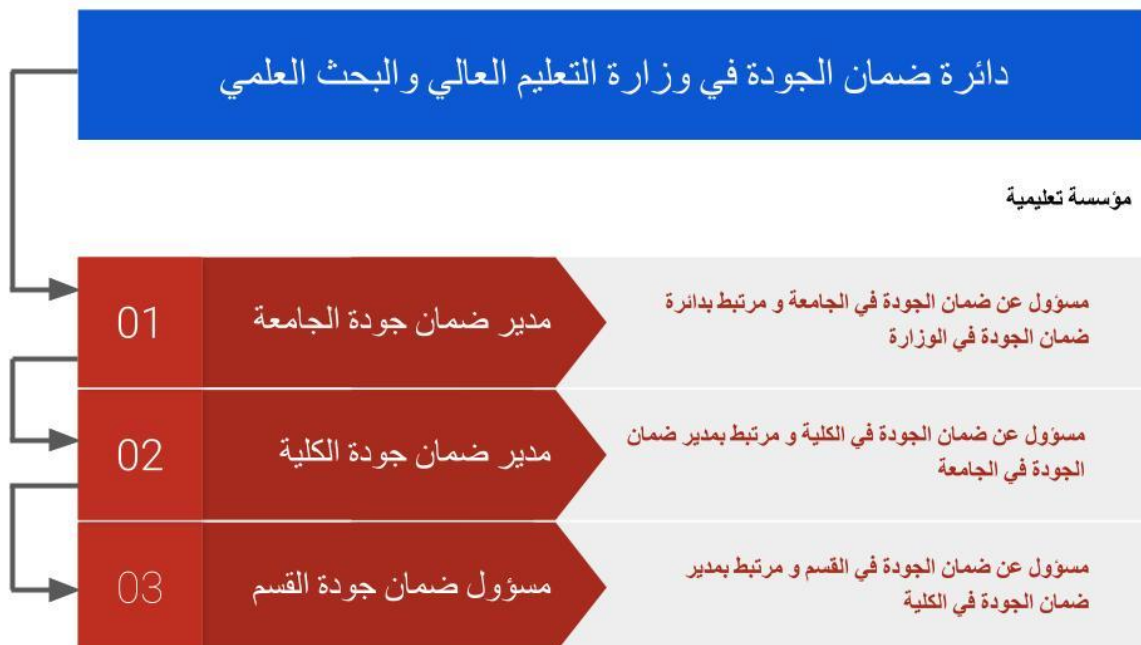 دائرة ضمان الجودة في وزارة التعليم العالي والبحث العلمي
مؤسسة تعليمية
01
مدير ضمان جودة الجامعة
مسؤول عن ضمان الجودة في الجامعة و مرتبط بدائرة
ضمان الجودة في الوزارة
02
مدير ضمان جودة الكلية
مسؤول عن ضمان الجودة في الكلية و مرتبط بمدير ضمان
الجودة في الجامعة
03
مسؤول ضمان جودة القسم
مسؤول عن ضمان الجودة في القسم و مرتبط بمدير
ضمان الجودة في الكلية